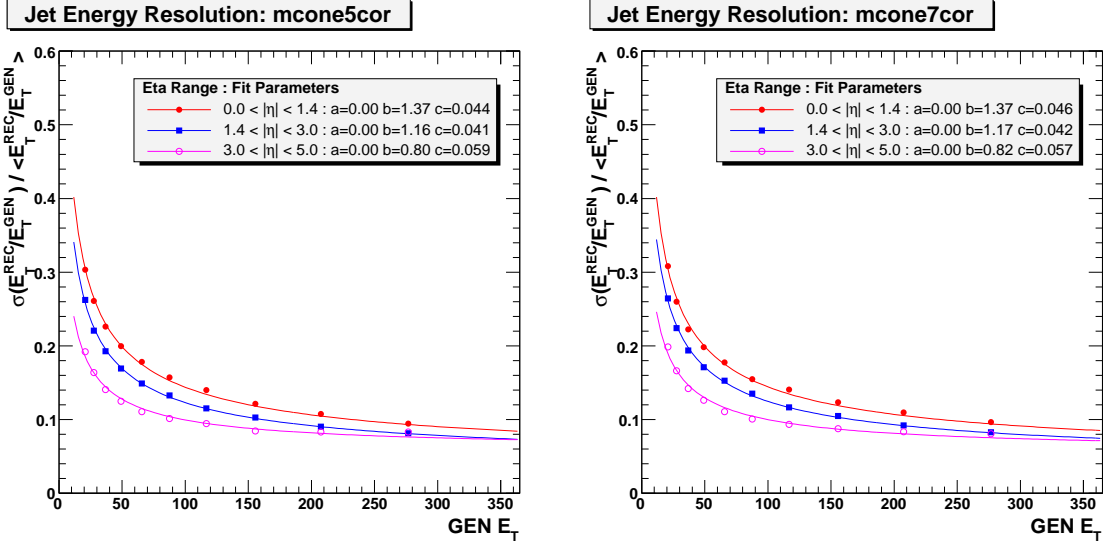 Jet Energy Resolution: mcone5cor
σ(E_T^REC/E_T^GEN) / <E_T^REC/E_T^GEN>
0.6
0.5
0.4
0.3
0.2
0.1
0
Eta Range : Fit Parameters
0.0 < |η| < 1.4 : a=0.00 b=1.37 c=0.044
1.4 < |η| < 3.0 : a=0.00 b=1.16 c=0.041
3.0 < |η| < 5.0 : a=0.00 b=0.80 c=0.059
0 50 100 150 200 250 300 350
GEN E_T
Jet Energy Resolution: mcone7cor
σ(E_T^REC/E_T^GEN) / <E_T^REC/E_T^GEN>
0.6
0.5
0.4
0.3
0.2
0.1
0
Eta Range : Fit Parameters
0.0 < |η| < 1.4 : a=0.00 b=1.37 c=0.046
1.4 < |η| < 3.0 : a=0.00 b=1.17 c=0.042
3.0 < |η| < 5.0 : a=0.00 b=0.82 c=0.057
0 50 100 150 200 250 300 350
GEN E_T